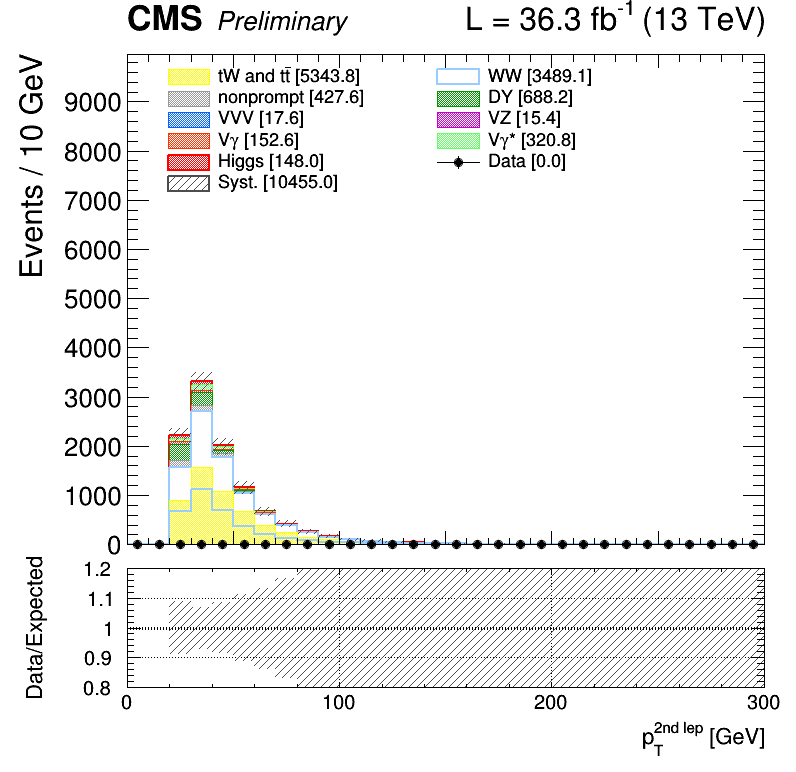 CMS Preliminary L = 36.3 fb⁻¹ (13 TeV)
Events / 10 GeV
tW and tt̄ [5343.8]
WW [3489.1]
nonprompt [427.6]
DY [688.2]
VVV [17.6]
VZ [15.4]
Vγ [152.6]
Vγ* [320.8]
Higgs [148.0]
Data [0.0]
Syst. [10455.0]
9000
8000
7000
6000
5000
4000
3000
2000
1000
0
Data/Expected
1.2
1.1
1
0.9
0.8
0 100 200 300
p_T^{2nd lep} [GeV]